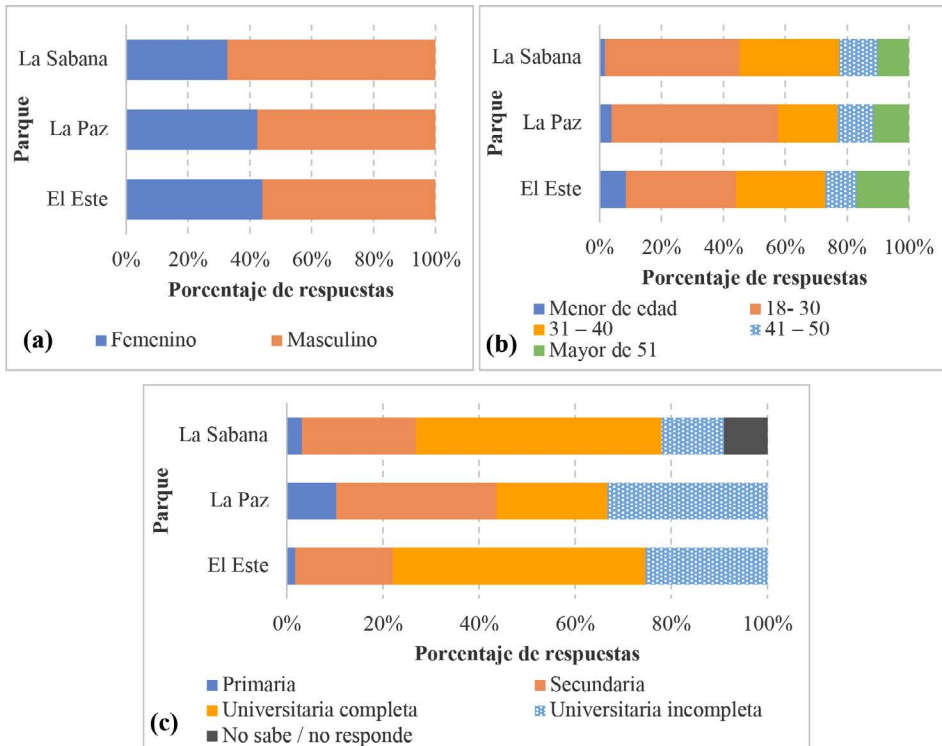 La Sabana
La Paz
El Este
Parque
0% 20% 40% 60% 80% 100%
Porcentaje de respuestas
(a)
Femenino Masculino
La Sabana
La Paz
El Este
Parque
0% 20% 40% 60% 80% 100%
Porcentaje de respuestas
Menor de edad 18- 30
31 – 40 41 – 50
Mayor de 51
(b)
La Sabana
La Paz
El Este
Parque
0% 20% 40% 60% 80% 100%
Porcentaje de respuestas
Primaria Secundaria
Universitaria completa Universitaria incompleta
No sabe / no responde
(c)